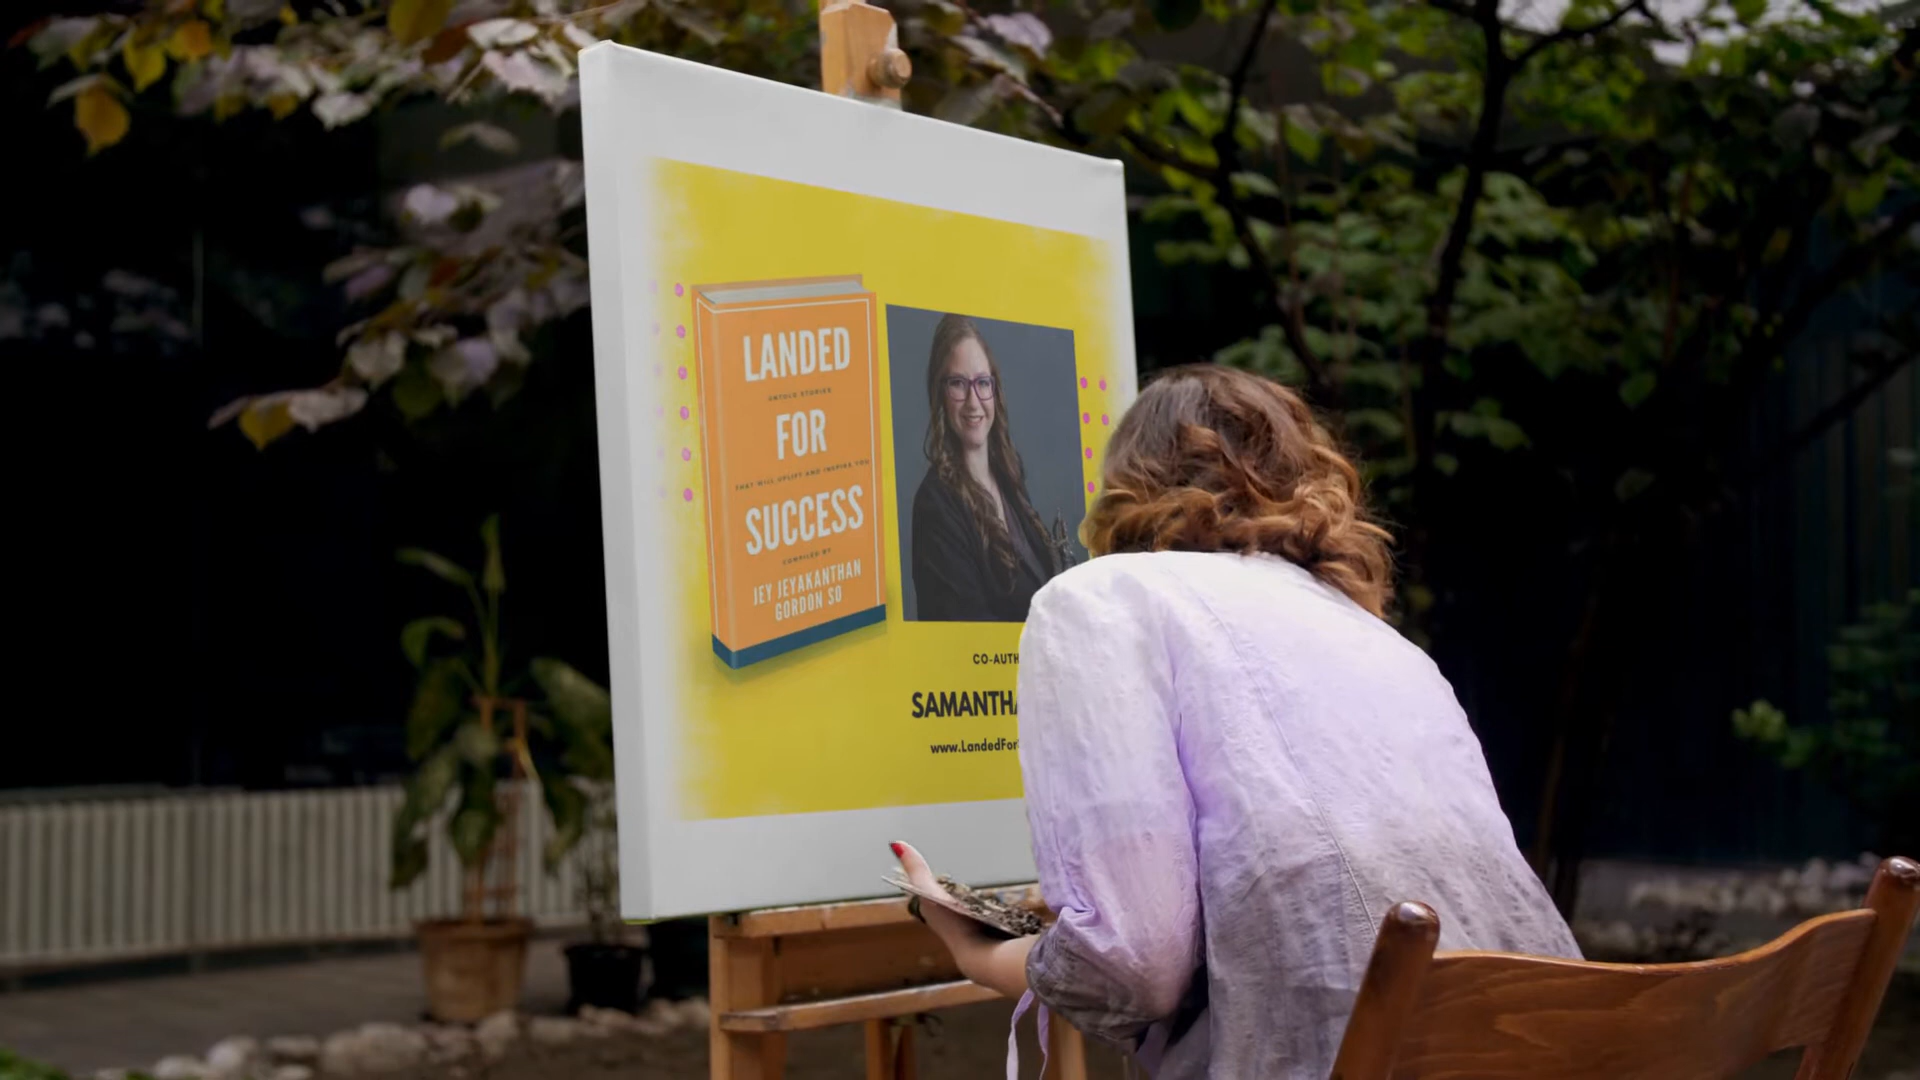 LANDED
UNTOLD STORIES
FOR
THAT WILL UPLIFT AND INSPIRE YOU
SUCCESS
COMPILED BY
JEY JEYAKANTHAN
GORDON SO
CO-AUTH
SAMANTHA
www.LandedFor